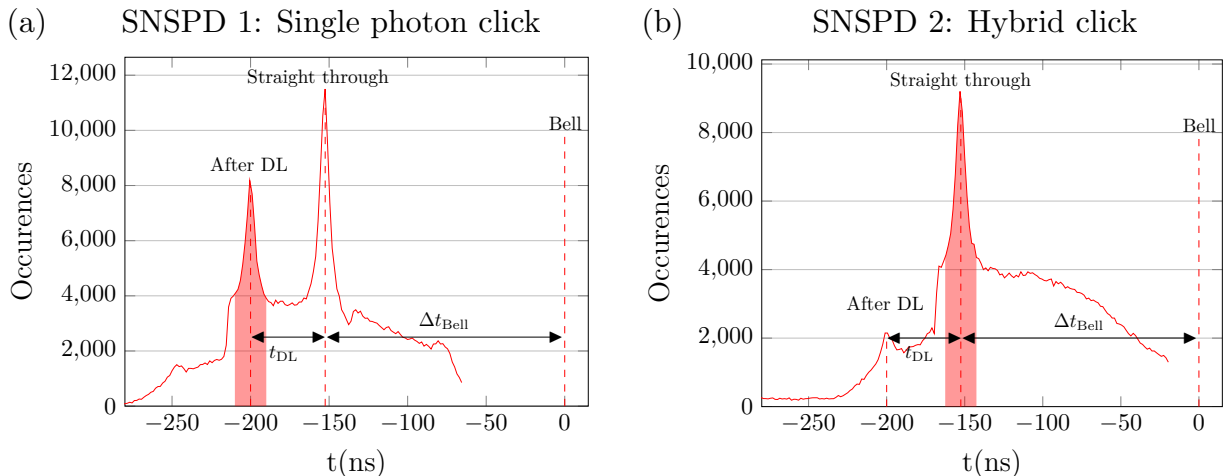 (a) SNSPD 1: Single photon click
12,000
10,000
8,000
6,000
4,000
2,000
0
Occurences
Straight through
After DL
Bell
t_DL
Δt_Bell
−250 −200 −150 −100 −50 0
t(ns)
(b) SNSPD 2: Hybrid click
10,000
8,000
6,000
4,000
2,000
0
Occurences
Straight through
Bell
After DL
Δt_Bell
t_DL
−250 −200 −150 −100 −50 0
t(ns)